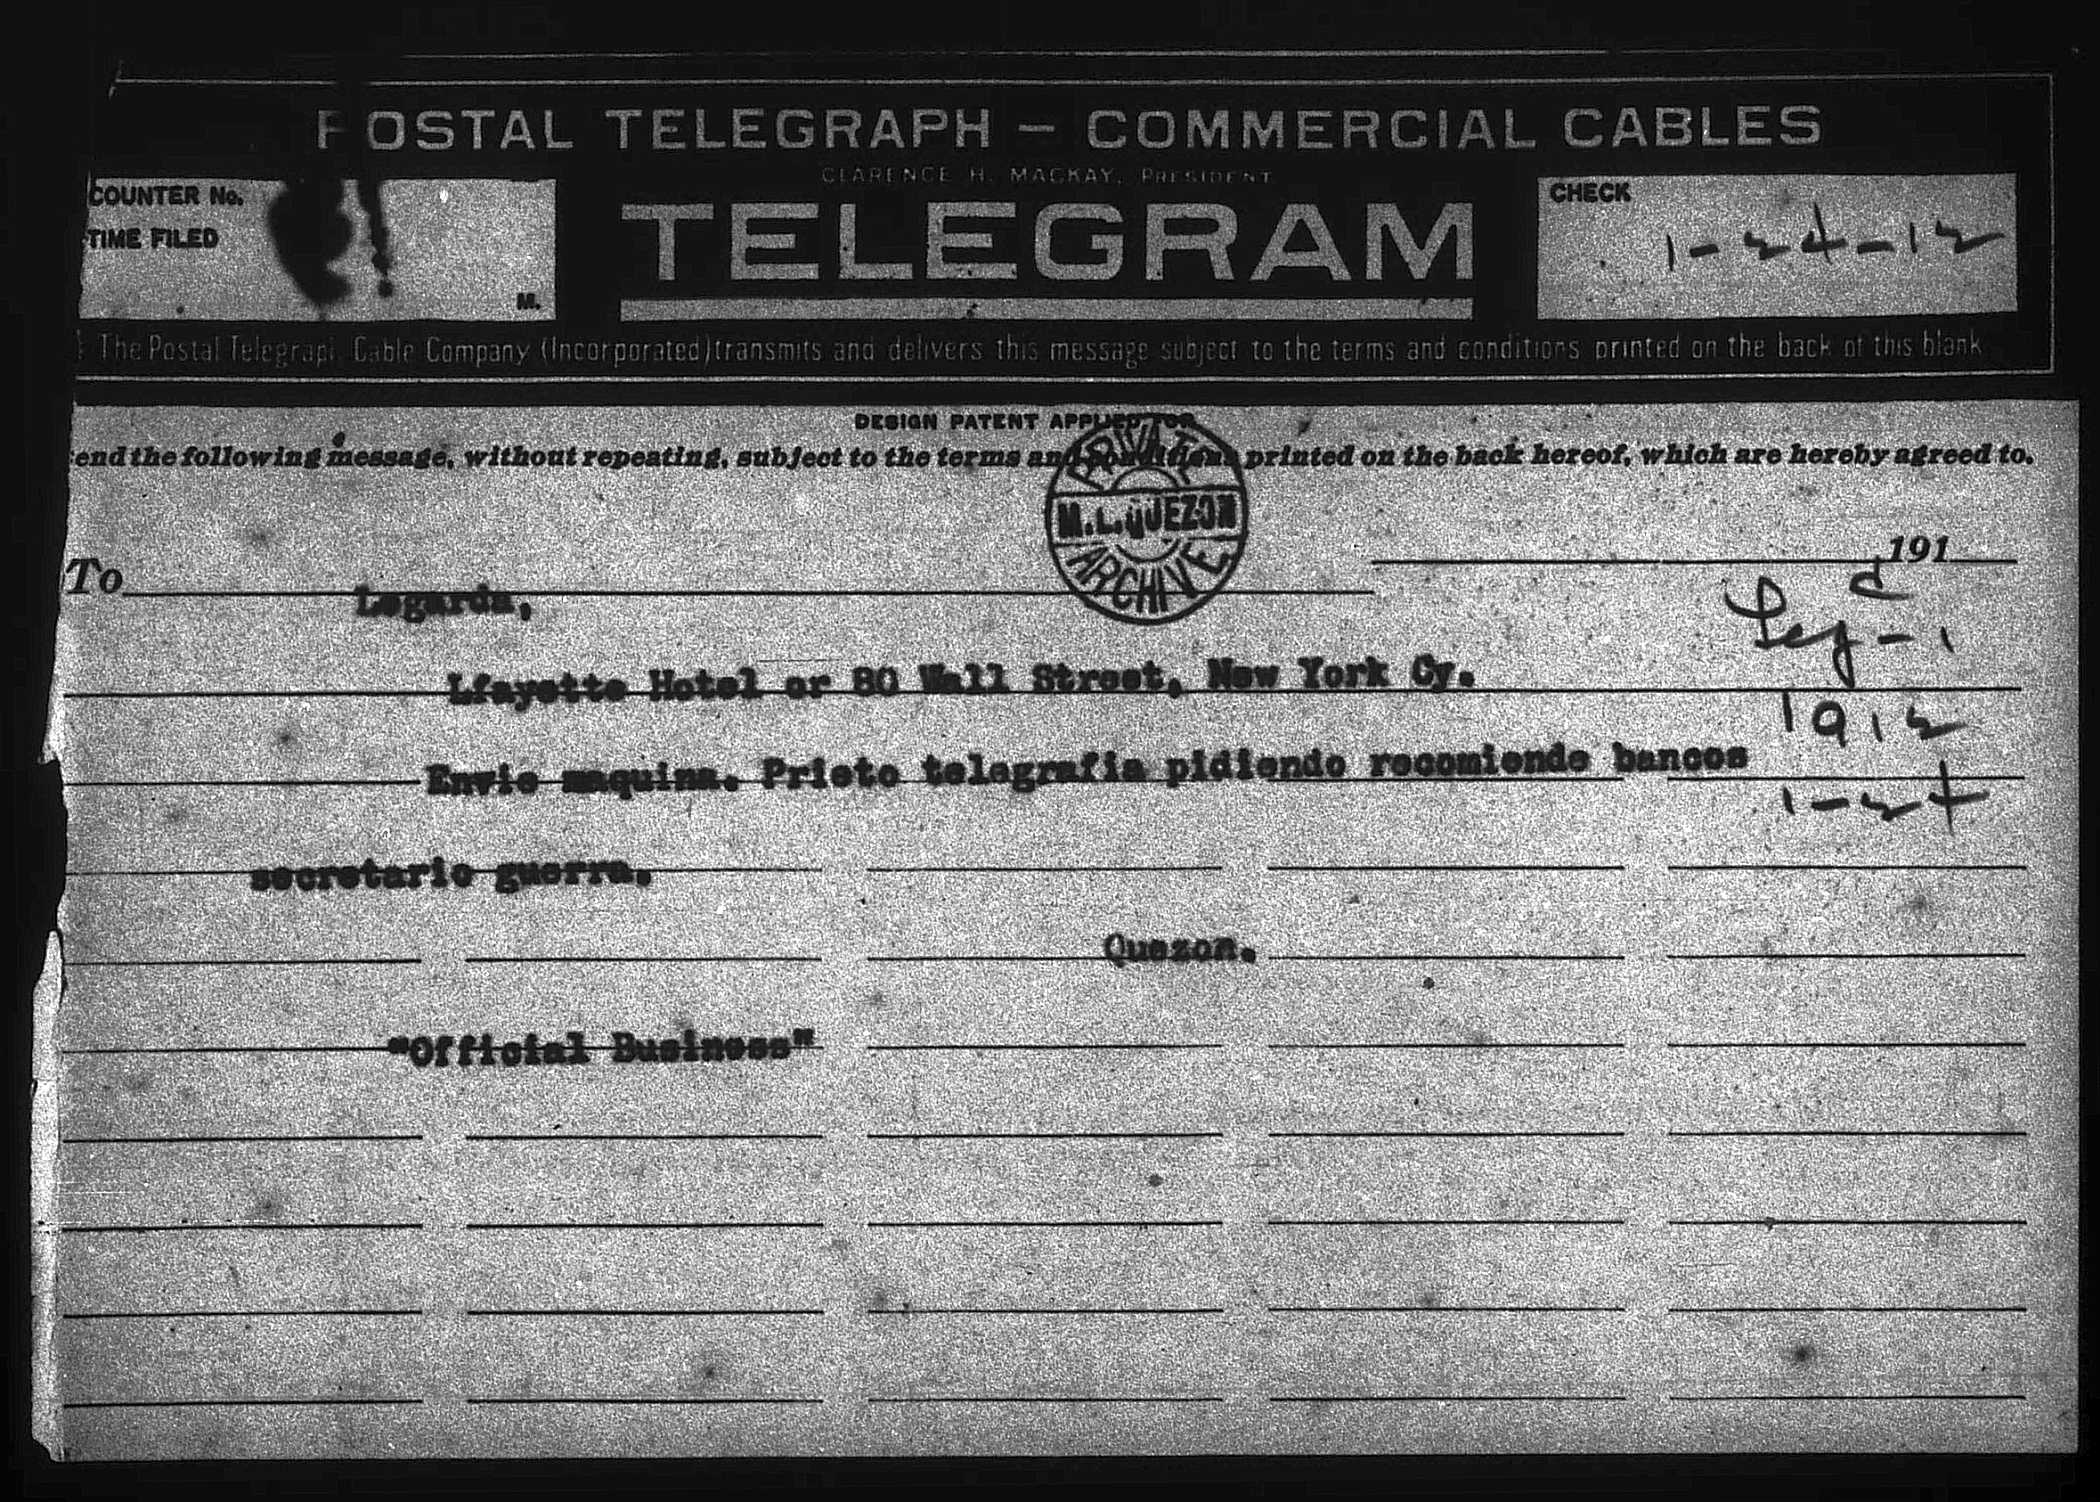 POSTAL TELEGRAPH — COMMERCIAL CABLES
CLARENCE H. MACKAY, PRESIDENT
COUNTER No.
TIME FILED
M.
TELEGRAM
CHECK
1-24-12
The Postal Telegraph Cable Company (Incorporated) transmits and delivers this message subject to the terms and conditions printed on the back of this blank
DESIGN PATENT APPLIED FOR
end the following message, without repeating, subject to the terms and conditions printed on the back hereof, which are hereby agreed to.
PRIVATE
M.L.QUEZON
ARCHIVE
191
To
Legarda,
Leg-1
Lfayette Hotel or 80 Wall Street, New York Cy.
1912
Envie maquina. Prieto telegrafia pidiendo recomiende bancos
1-24
secretario guerra.
Quezon.
"Official Business"